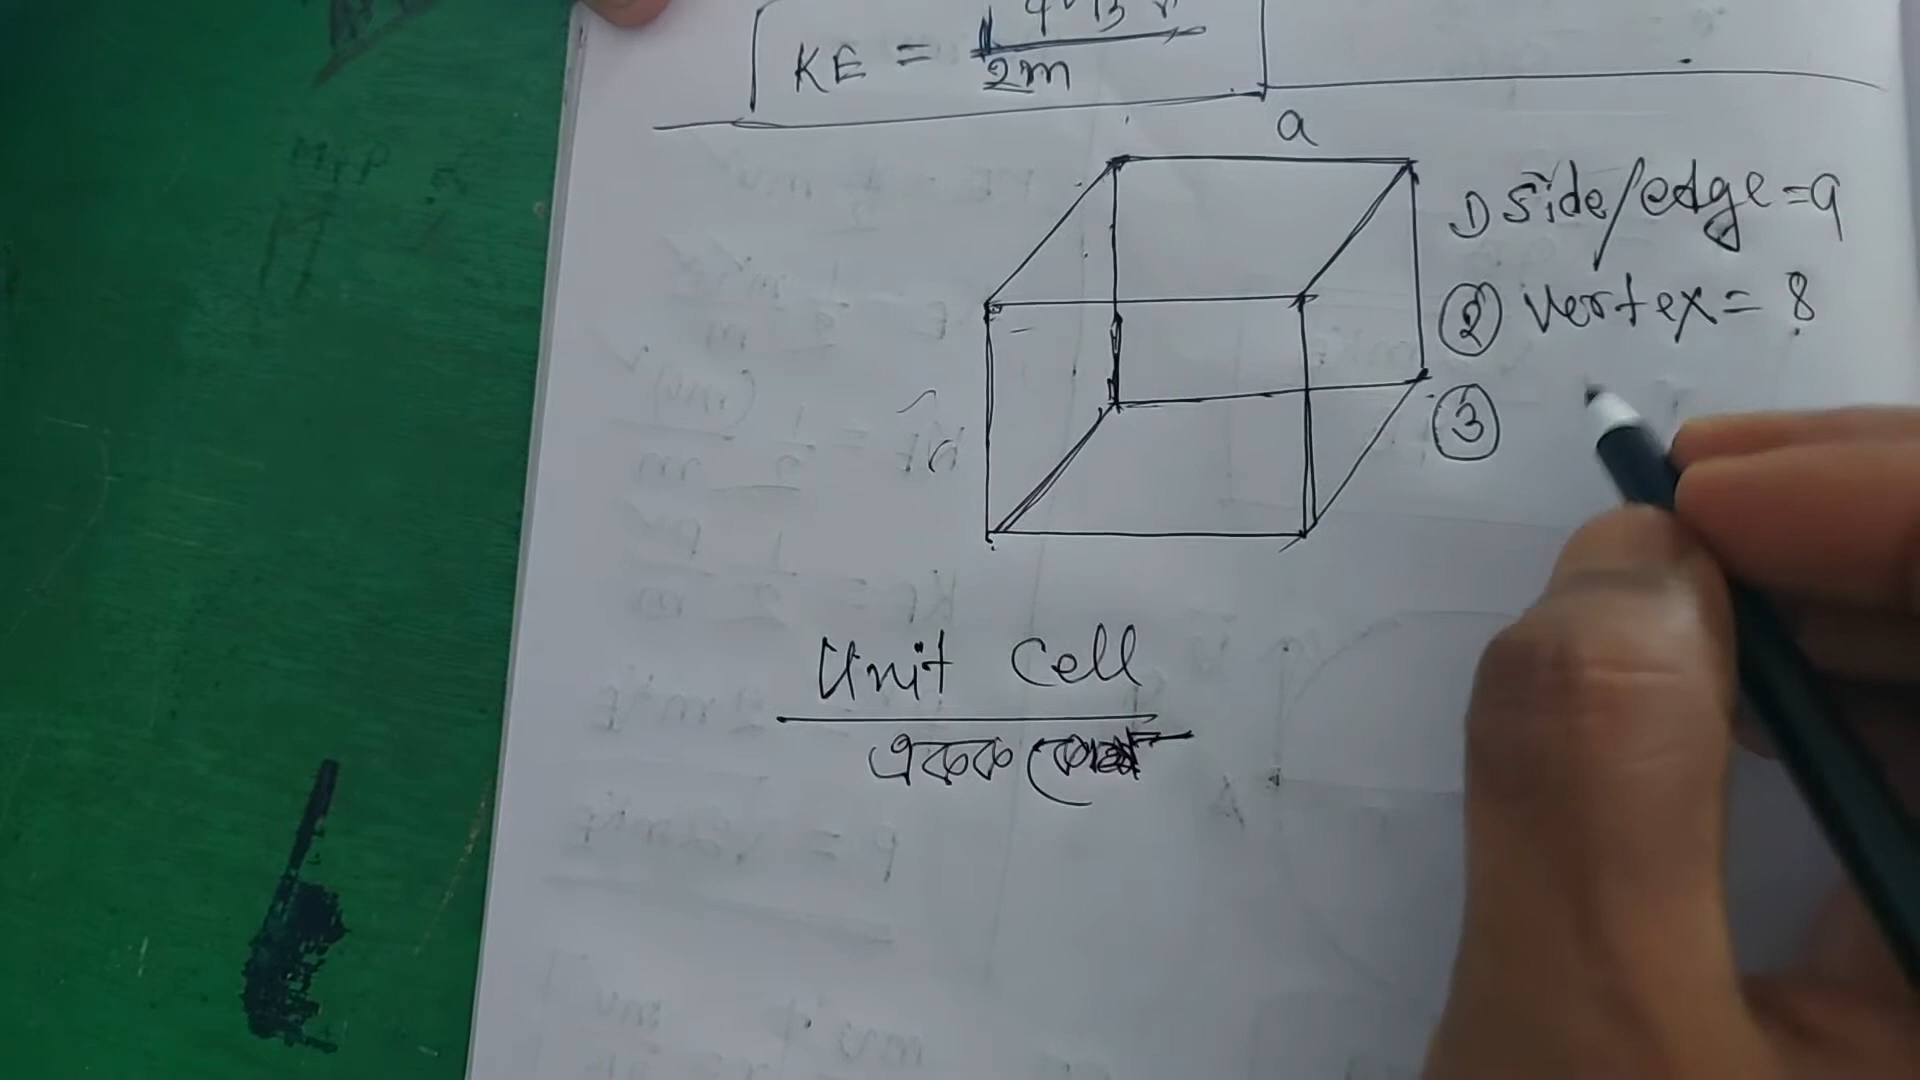 KE =
2m
a
1) Side/edge=a
② vertex= 8
③
Unit Cell
একক